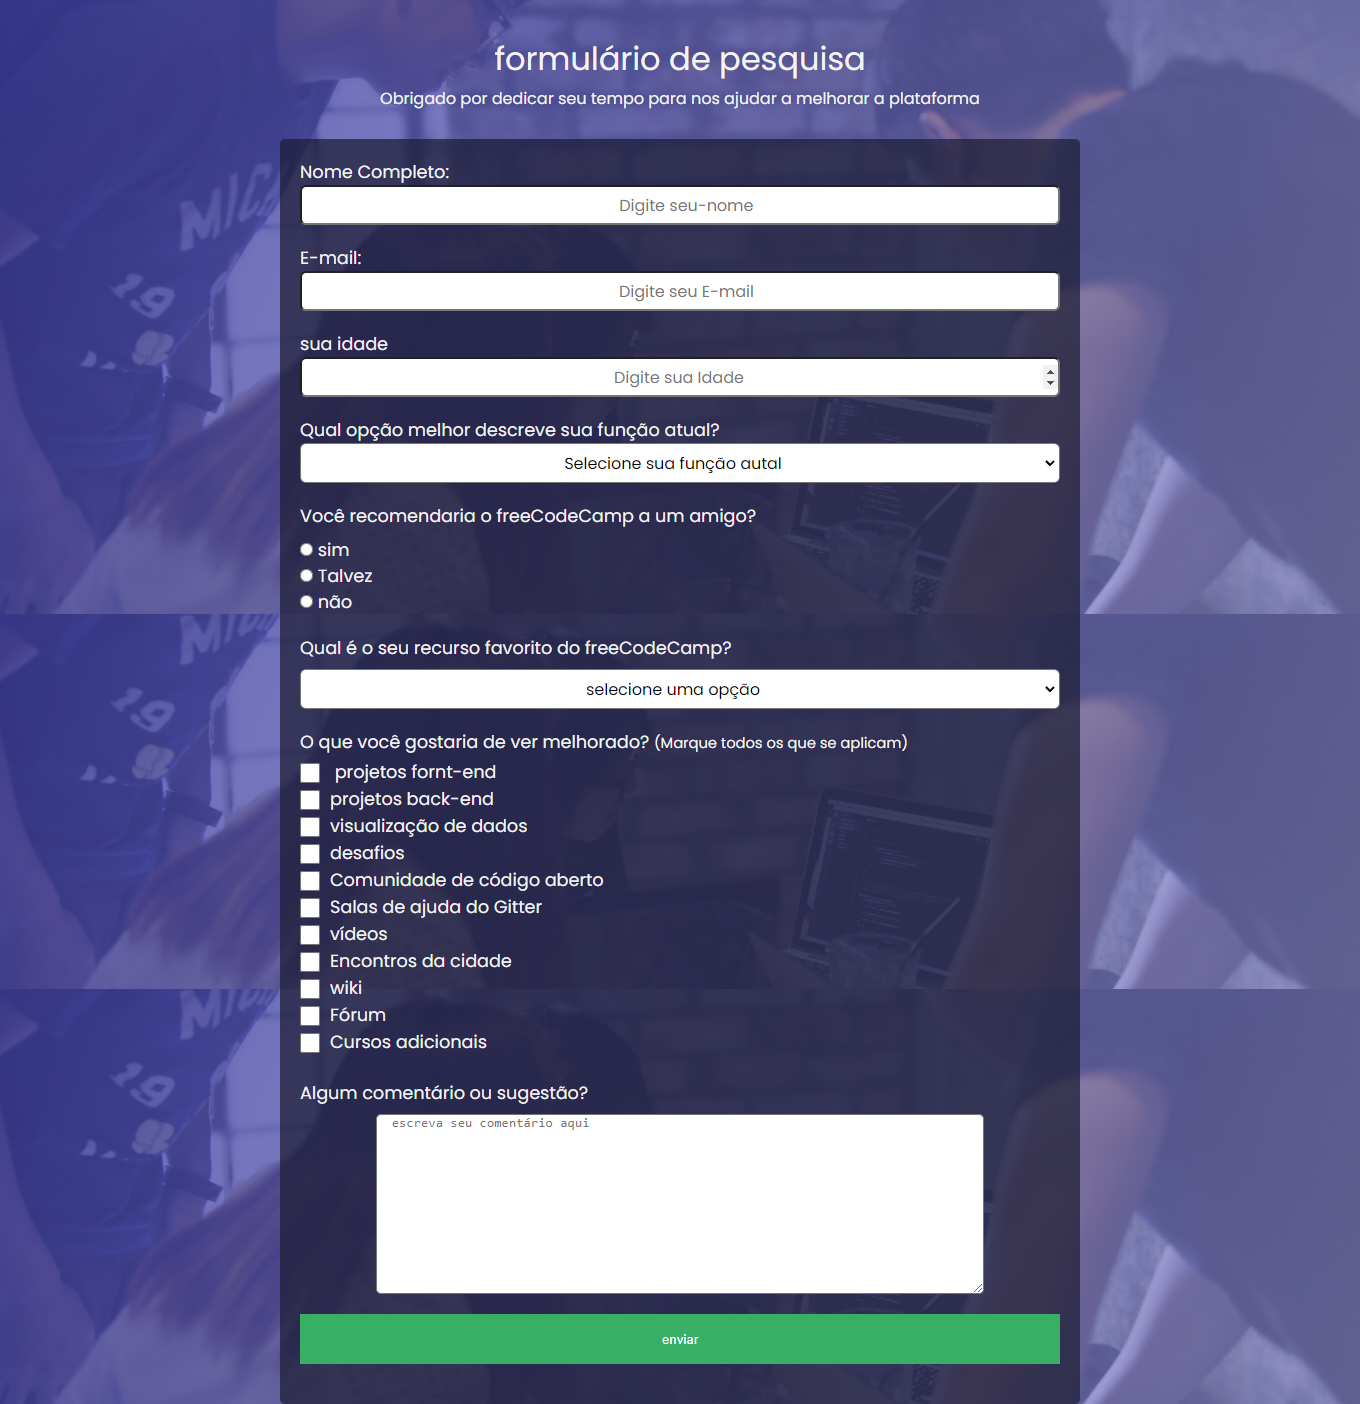 formulário de pesquisa
Obrigado por dedicar seu tempo para nos ajudar a melhorar a plataforma
Nome Completo:
Digite seu-nome
E-mail:
Digite seu E-mail
sua idade
Digite sua Idade
Qual opção melhor descreve sua função atual?
Selecione sua função autal
Você recomendaria o freeCodeCamp a um amigo?
sim
Talvez
não
Qual é o seu recurso favorito do freeCodeCamp?
selecione uma opção
O que você gostaria de ver melhorado? (Marque todos os que se aplicam)
projetos fornt-end
projetos back-end
visualização de dados
desafios
Comunidade de código aberto
Salas de ajuda do Gitter
vídeos
Encontros da cidade
wiki
Fórum
Cursos adicionais
Algum comentário ou sugestão?
escreva seu comentário aqui
enviar
MICH
19
19
19